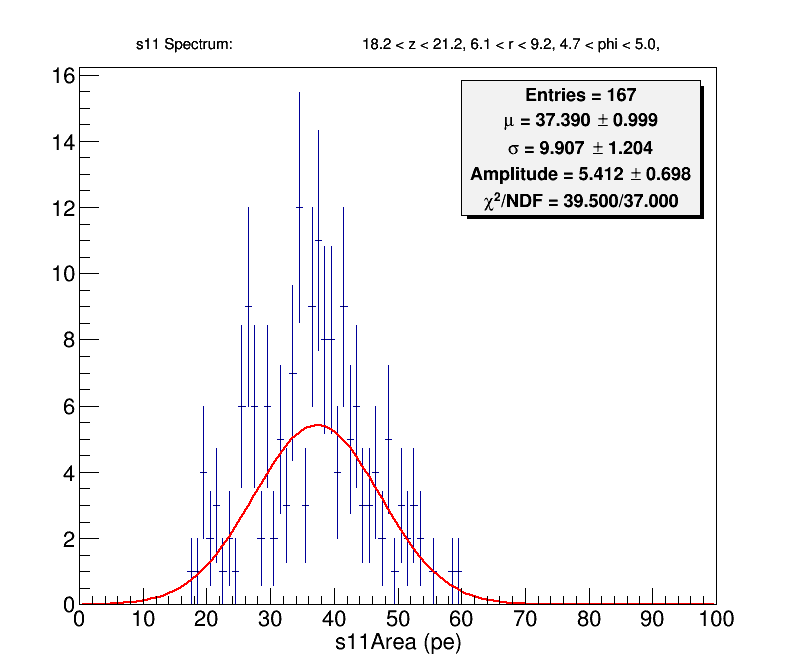 s11 Spectrum: 18.2 < z < 21.2, 6.1 < r < 9.2, 4.7 < phi < 5.0,
Entries = 167
μ = 37.390 ± 0.999
σ = 9.907 ± 1.204
Amplitude = 5.412 ± 0.698
χ²/NDF = 39.500/37.000
16
14
12
10
8
6
4
2
0
0 10 20 30 40 50 60 70 80 90 100
s11Area (pe)